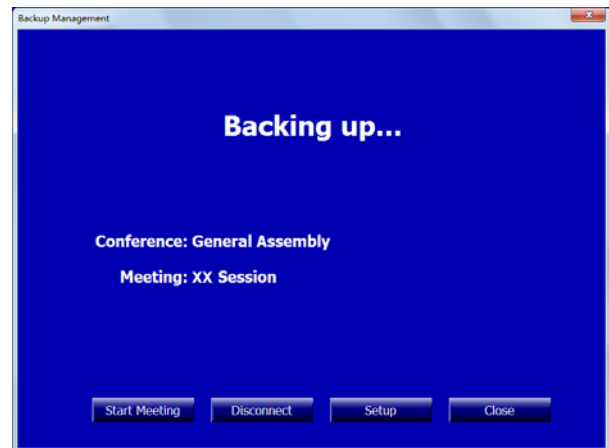 Backup Management
Backing up...
Conference: General Assembly
Meeting: XX Session
Start Meeting Disconnect Setup Close